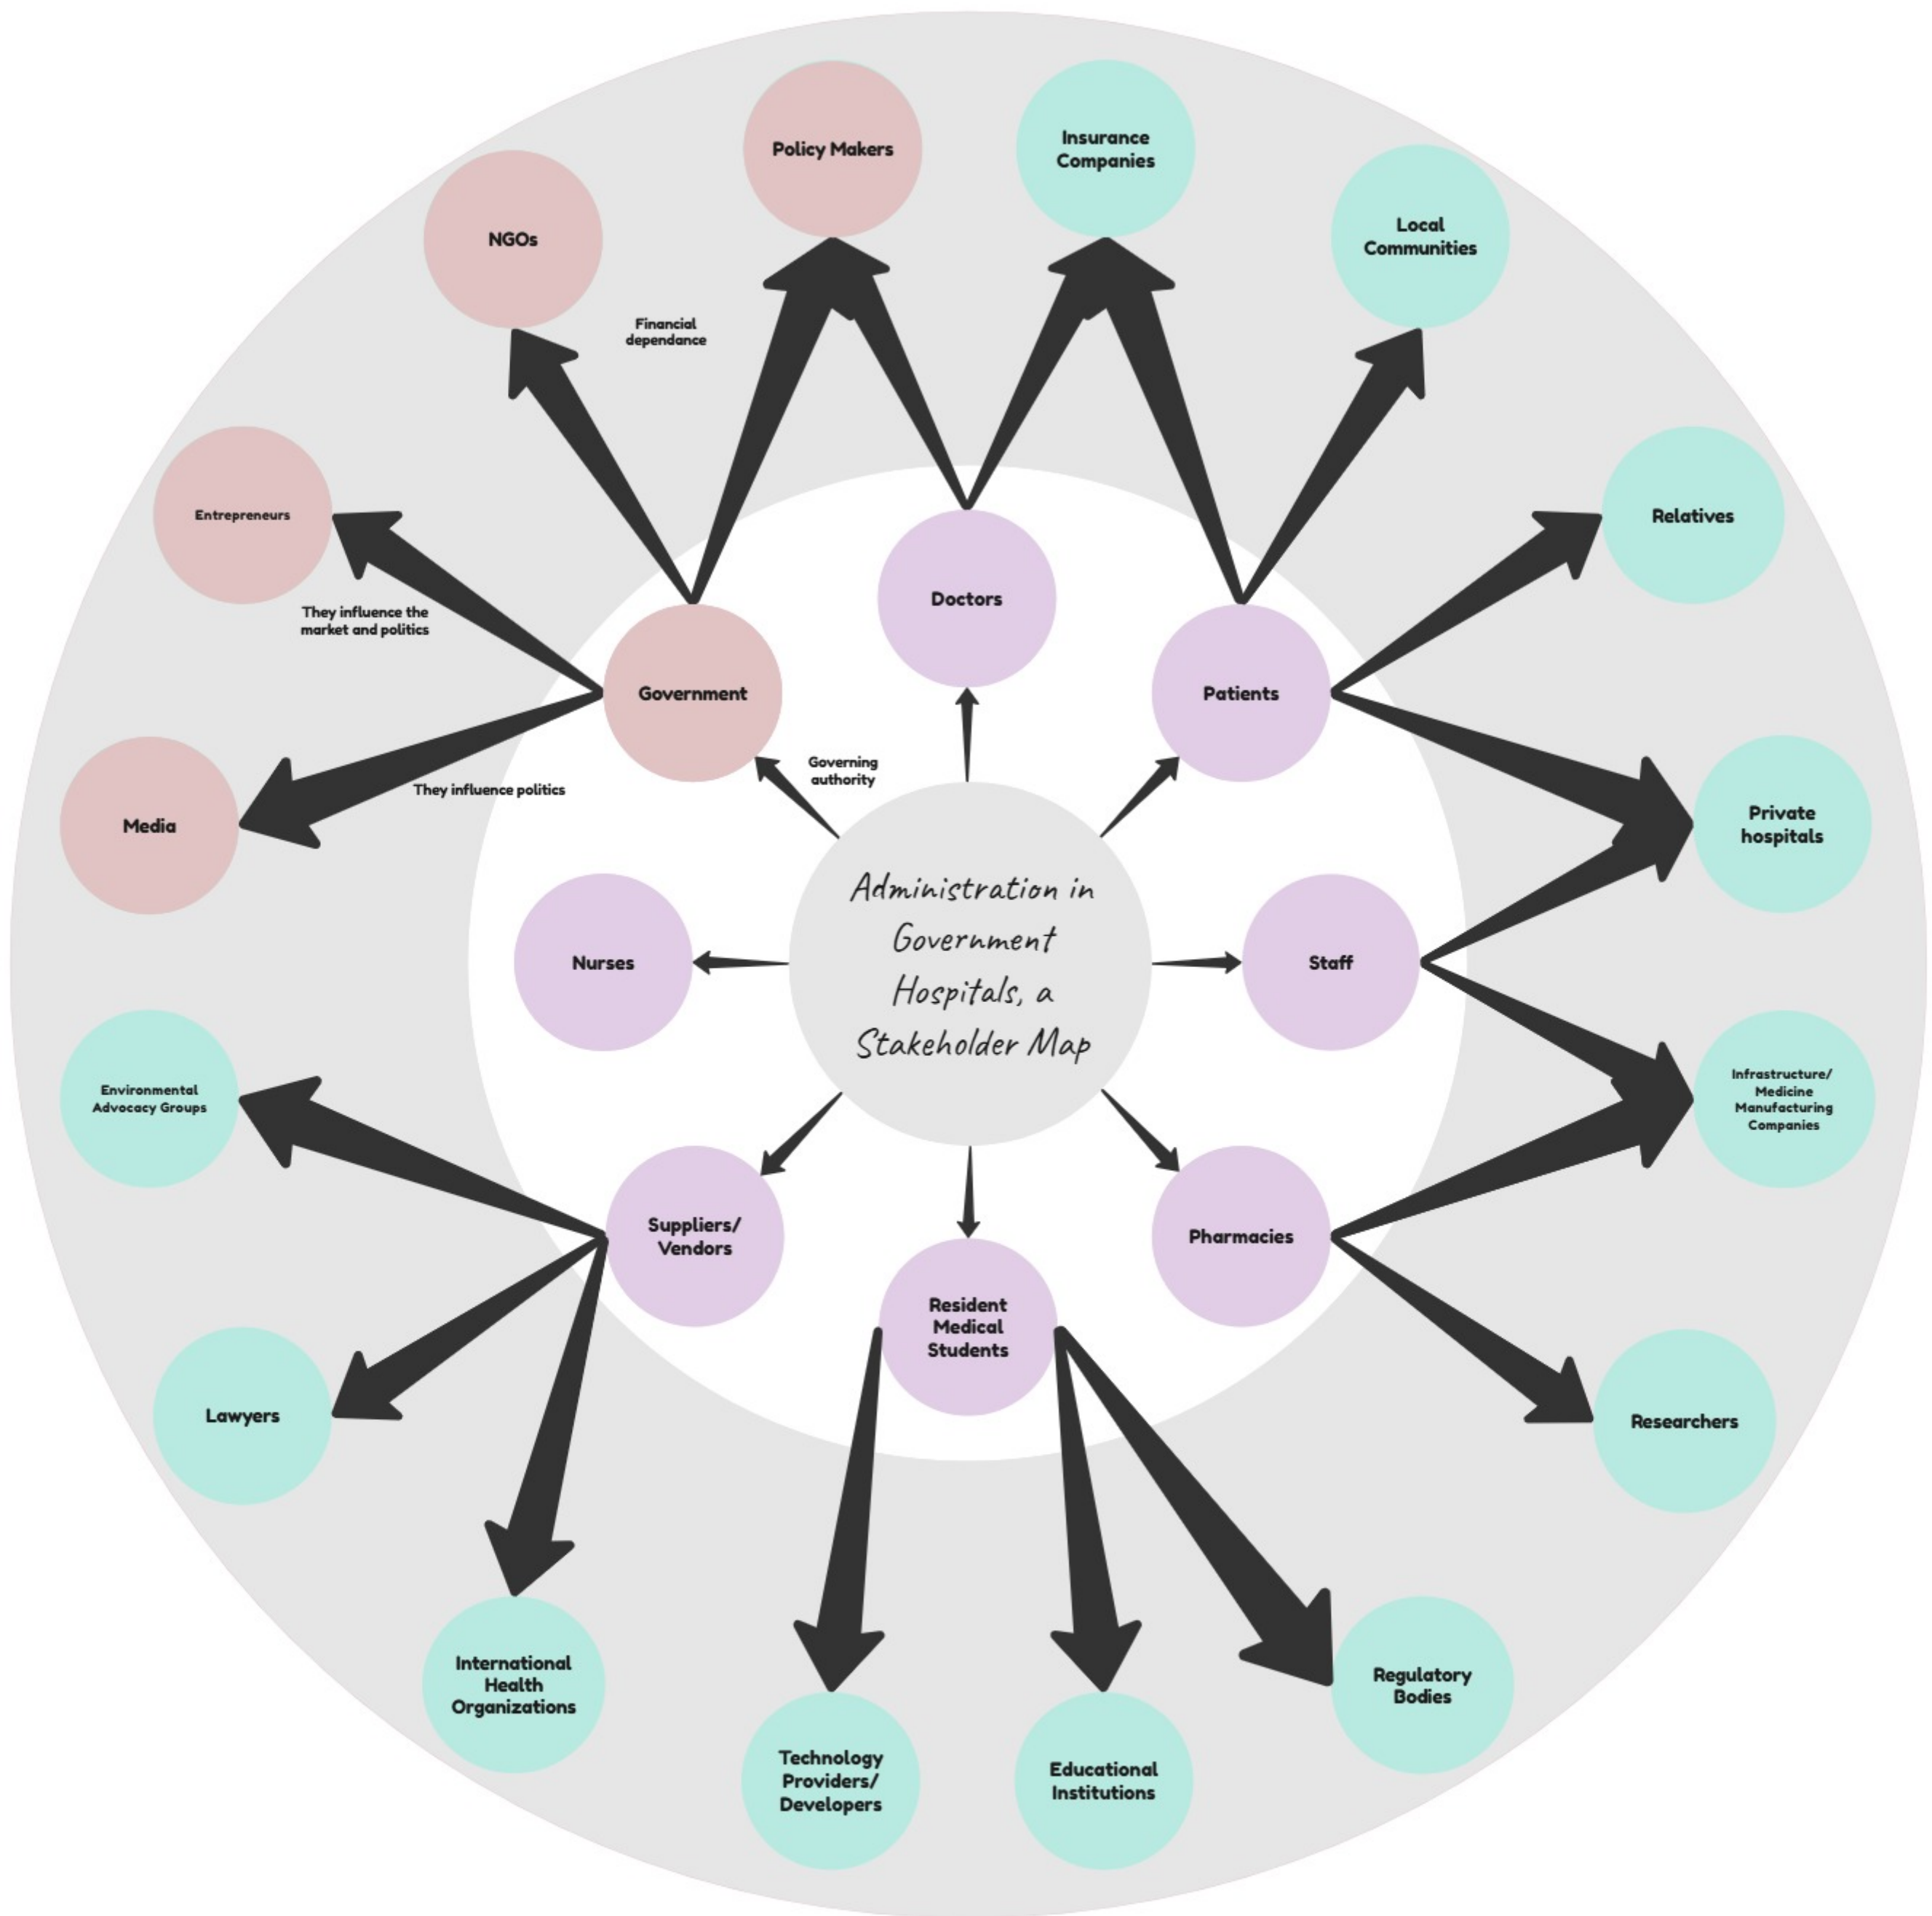 Policy Makers
Insurance
Companies
NGOs
Local
Communities
Financial
dependance
Entrepreneurs
Relatives
They influence the
market and politics
Doctors
Government
Patients
Governing
authority
They influence politics
Media
Private
hospitals
Administration in
Government
Hospitals, a
Stakeholder Map
Nurses
Staff
Environmental
Advocacy Groups
Infrastructure/
Medicine
Manufacturing
Companies
Suppliers/
Vendors
Pharmacies
Resident
Medical
Students
Lawyers
Researchers
International
Health
Organizations
Regulatory
Bodies
Technology
Providers/
Developers
Educational
Institutions